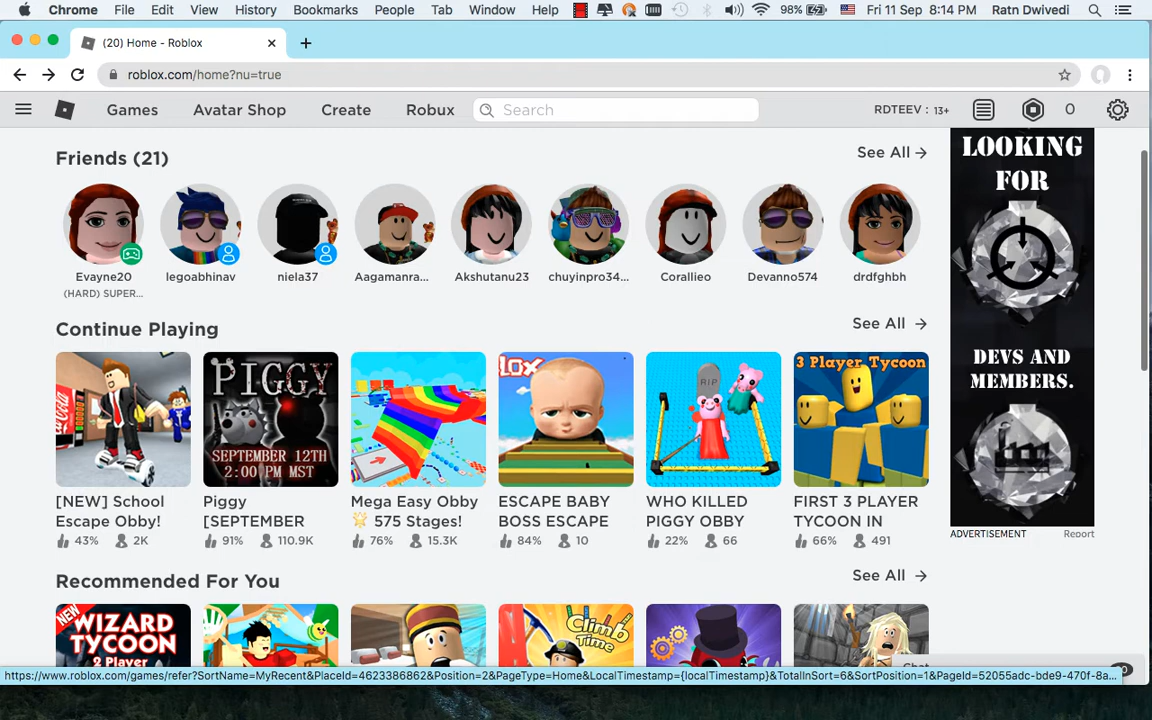 Chrome File Edit View History Bookmarks People Tab Window Help 98% Fri 11 Sep 8:14 PM Ratn Dwivedi
(20) Home - Roblox
roblox.com/home?nu=true
Games Avatar Shop Create Robux Search RDTEEV : 13+ 0
Friends (21) See All
Evayne20 legoabhinav niela37 Aagamanra... Akshutanu23 chuyinpro34... Corallieo Devanno574 drdfghbh
(HARD) SUPER...
LOOKING
FOR
DEVS AND
MEMBERS.
ADVERTISEMENT Report
Continue Playing See All
Coca-Cola
PIGGY
SEPTEMBER 12TH
2:00 PM MST
LOX
RIP
3 Player Tycoon
[NEW] School Escape Obby!
43% 2K
Piggy [SEPTEMBER
91% 110.9K
Mega Easy Obby 🌟 575 Stages!
76% 15.3K
ESCAPE BABY BOSS ESCAPE
84% 10
WHO KILLED PIGGY OBBY
22% 66
FIRST 3 PLAYER TYCOON IN
66% 491
Recommended For You See All
NEW
WIZARD
TYCOON
2 Player
Climb
Time
Chat
https://www.roblox.com/games/refer?SortName=MyRecent&PlaceId=4623386862&Position=2&PageType=Home&LocalTimestamp={localTimestamp}&TotalInSort=6&SortPosition=1&PageId=52055adc-bde9-470f-8a...